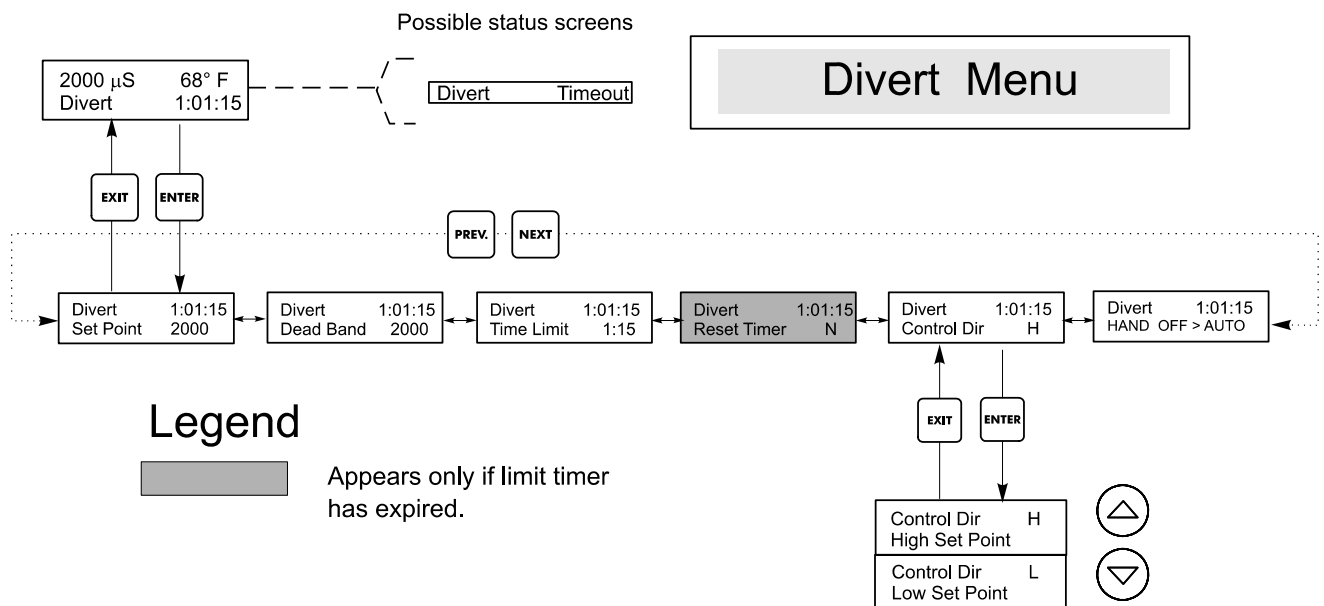 Possible status screens
Divert Menu
2000 μS 68° F
Divert 1:01:15
Divert Timeout
EXIT
ENTER
PREV.
NEXT
Divert 1:01:15
Set Point 2000
Divert 1:01:15
Dead Band 2000
Divert 1:01:15
Time Limit 1:15
Divert 1:01:15
Reset Timer N
Divert 1:01:15
Control Dir H
Divert 1:01:15
HAND OFF > AUTO
EXIT
ENTER
Legend
Appears only if limit timer
has expired.
Control Dir H
High Set Point
Control Dir L
Low Set Point